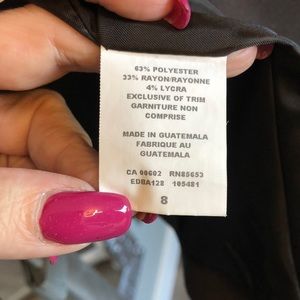 63% POLYESTER
33% RAYON/RAYONNE
4% LYCRA
EXCLUSIVE OF TRIM
GARNITURE NON
COMPRISE
MADE IN GUATEMALA
FABRIQUE AU
GUATEMALA
CA 00602 RN85653
EDBA128 105481
8